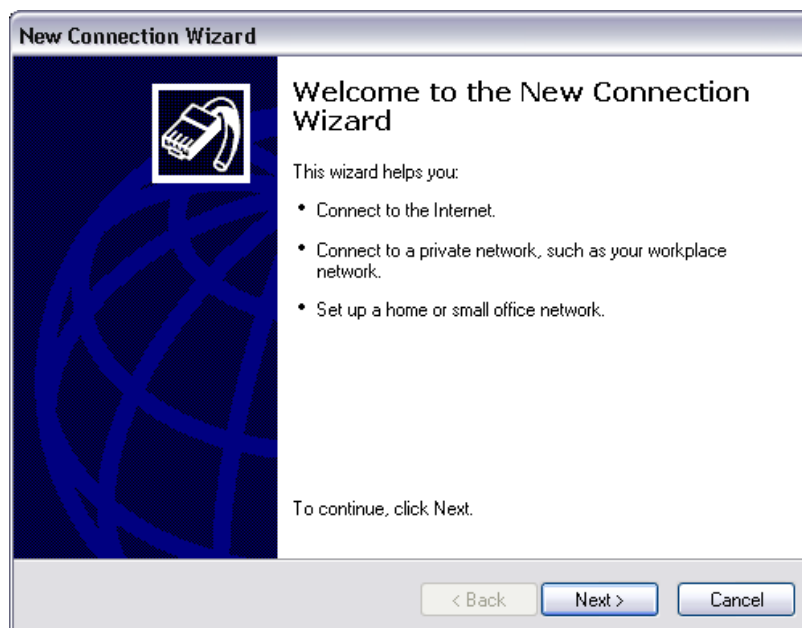 New Connection Wizard
Welcome to the New Connection
Wizard
This wizard helps you:
• Connect to the Internet.
• Connect to a private network, such as your workplace
network.
• Set up a home or small office network.
To continue, click Next.
< Back Next > Cancel